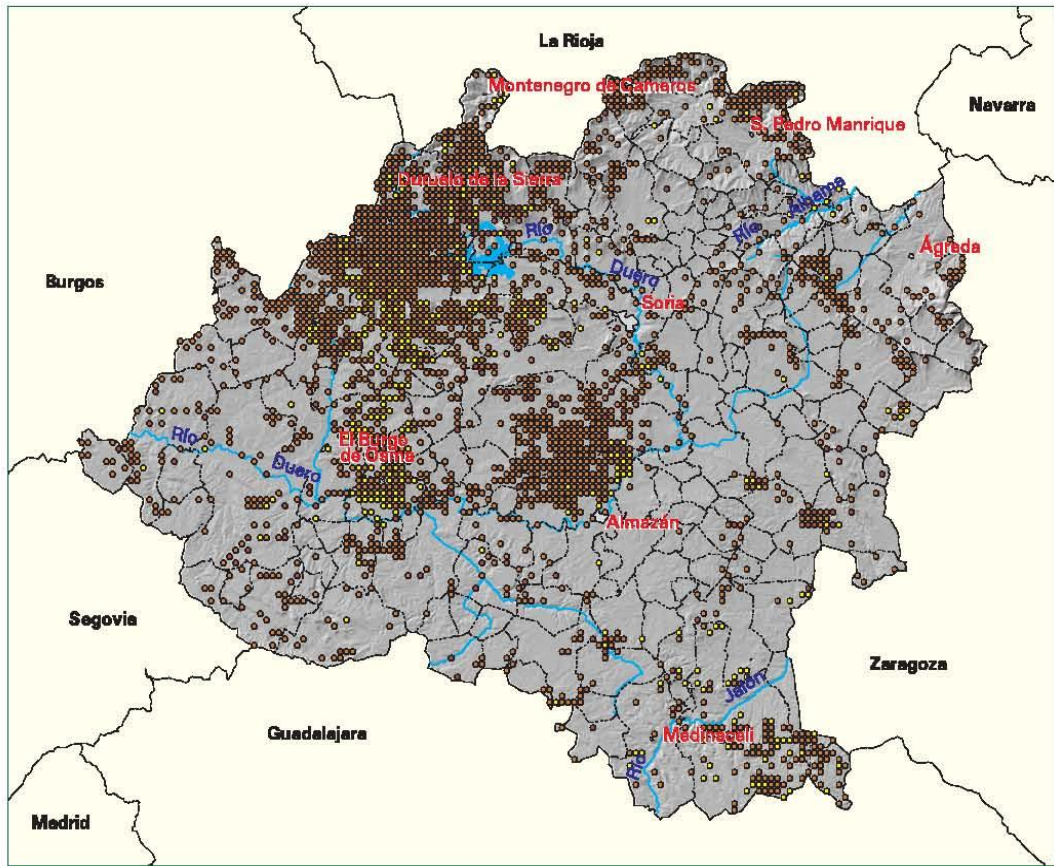 La Rioja
Montenegro de Cameros
Navarra
S. Pedro Manrique
Duruelo de la Sierra
Río Alhama
Río
Ágreda
Burgos
Duero
Soria
Río
El Burgo
de Osma
Duero
Almazán
Segovia
Zaragoza
Jalón
Guadalajara
Medinaceli
Río
Madrid